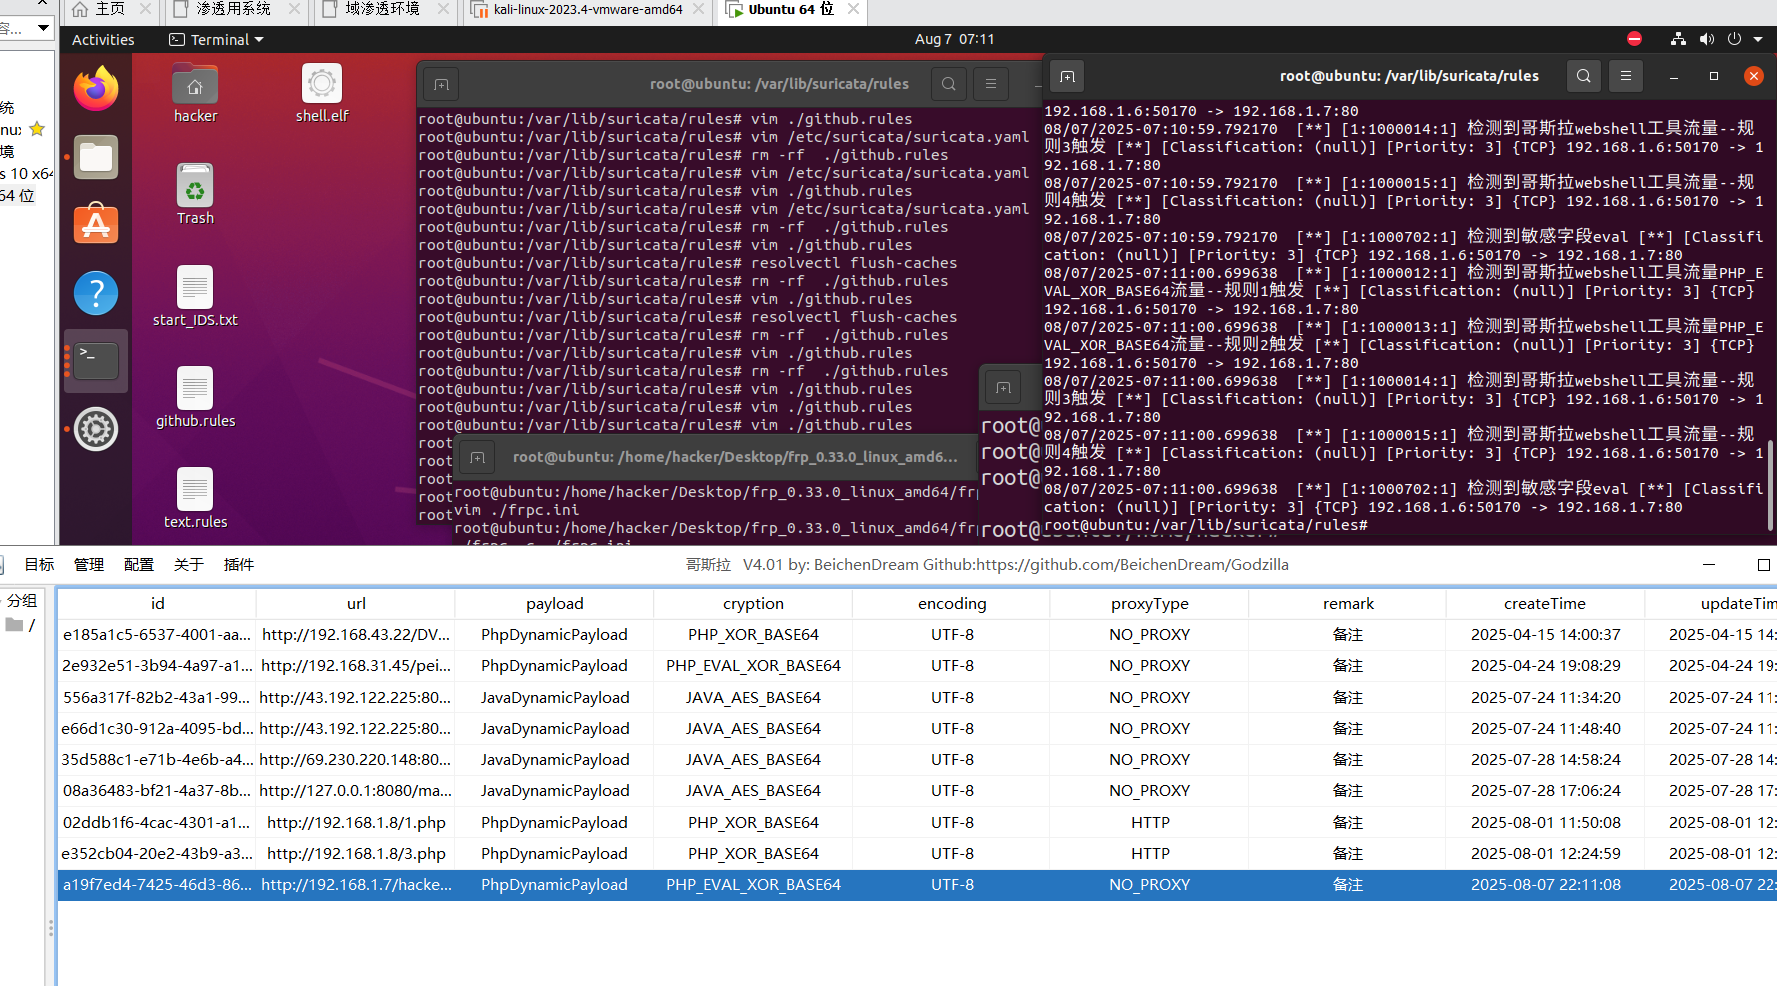 主页
渗透用系统
域渗透环境
kali-linux-2023.4-vmware-amd64
Ubuntu 64 位
Activities
Terminal
Aug 7 07:11
容...
统
inux
境
s 10 x64
64 位
hacker
shell.elf
Trash
start_IDS.txt
github.rules
text.rules
root@ubuntu: /var/lib/suricata/rules
root@ubuntu:/var/lib/suricata/rules# vim ./github.rules
root@ubuntu:/var/lib/suricata/rules# vim /etc/suricata/suricata.yaml
root@ubuntu:/var/lib/suricata/rules# rm -rf  ./github.rules
root@ubuntu:/var/lib/suricata/rules# vim /etc/suricata/suricata.yaml
root@ubuntu:/var/lib/suricata/rules# vim ./github.rules
root@ubuntu:/var/lib/suricata/rules# vim /etc/suricata/suricata.yaml
root@ubuntu:/var/lib/suricata/rules# rm -rf  ./github.rules
root@ubuntu:/var/lib/suricata/rules# vim ./github.rules
root@ubuntu:/var/lib/suricata/rules# resolvectl flush-caches
root@ubuntu:/var/lib/suricata/rules# rm -rf  ./github.rules
root@ubuntu:/var/lib/suricata/rules# vim ./github.rules
root@ubuntu:/var/lib/suricata/rules# resolvectl flush-caches
root@ubuntu:/var/lib/suricata/rules# rm -rf  ./github.rules
root@ubuntu:/var/lib/suricata/rules# vim ./github.rules
root@ubuntu:/var/lib/suricata/rules# rm -rf  ./github.rules
root@ubuntu:/var/lib/suricata/rules# vim ./github.rules
root@ubuntu:/var/lib/suricata/rules# vim ./github.rules
root@ubuntu:/var/lib/suricata/rules# vim ./github.rules
root
root
root
root
root
root@ubuntu: /home/hacker/Desktop/frp_0.33.0_linux_amd6...
root@ubuntu:/home/hacker/Desktop/frp_0.33.0_linux_amd64/frp
vim ./frpc.ini
root@ubuntu:/home/hacker/Desktop/frp_0.33.0_linux_amd64/frp
root@
root@
root@
root@
root@ubuntu: /var/lib/suricata/rules
192.168.1.6:50170 -> 192.168.1.7:80
08/07/2025-07:10:59.792170  [**] [1:1000014:1] 检测到哥斯拉webshell工具流量--规
则3触发 [**] [Classification: (null)] [Priority: 3] {TCP} 192.168.1.6:50170 -> 1
92.168.1.7:80
08/07/2025-07:10:59.792170  [**] [1:1000015:1] 检测到哥斯拉webshell工具流量--规
则4触发 [**] [Classification: (null)] [Priority: 3] {TCP} 192.168.1.6:50170 -> 1
92.168.1.7:80
08/07/2025-07:10:59.792170  [**] [1:1000702:1] 检测到敏感字段eval [**] [Classifi
cation: (null)] [Priority: 3] {TCP} 192.168.1.6:50170 -> 192.168.1.7:80
08/07/2025-07:11:00.699638  [**] [1:1000012:1] 检测到哥斯拉webshell工具流量PHP_E
VAL_XOR_BASE64流量--规则1触发 [**] [Classification: (null)] [Priority: 3] {TCP}
192.168.1.6:50170 -> 192.168.1.7:80
08/07/2025-07:11:00.699638  [**] [1:1000013:1] 检测到哥斯拉webshell工具流量PHP_E
VAL_XOR_BASE64流量--规则2触发 [**] [Classification: (null)] [Priority: 3] {TCP}
192.168.1.6:50170 -> 192.168.1.7:80
08/07/2025-07:11:00.699638  [**] [1:1000014:1] 检测到哥斯拉webshell工具流量--规
则3触发 [**] [Classification: (null)] [Priority: 3] {TCP} 192.168.1.6:50170 -> 1
92.168.1.7:80
08/07/2025-07:11:00.699638  [**] [1:1000015:1] 检测到哥斯拉webshell工具流量--规
则4触发 [**] [Classification: (null)] [Priority: 3] {TCP} 192.168.1.6:50170 -> 1
92.168.1.7:80
08/07/2025-07:11:00.699638  [**] [1:1000702:1] 检测到敏感字段eval [**] [Classifi
cation: (null)] [Priority: 3] {TCP} 192.168.1.6:50170 -> 192.168.1.7:80
root@ubuntu:/var/lib/suricata/rules#
目标 管理 配置 关于 插件
哥斯拉 V4.01 by: BeichenDream Github:https://github.com/BeichenDream/Godzilla
分组
/
id url payload cryption encoding proxyType remark createTime updateTim
e185a1c5-6537-4001-aa... http://192.168.43.22/DV... PhpDynamicPayload PHP_XOR_BASE64 UTF-8 NO_PROXY 备注 2025-04-15 14:00:37 2025-04-15 14:
2e932e51-3b94-4a97-a1... http://192.168.31.45/pei... PhpDynamicPayload PHP_EVAL_XOR_BASE64 UTF-8 NO_PROXY 备注 2025-04-24 19:08:29 2025-04-24 19:
556a317f-82b2-43a1-99... http://43.192.122.225:80... JavaDynamicPayload JAVA_AES_BASE64 UTF-8 NO_PROXY 备注 2025-07-24 11:34:20 2025-07-24 11:
e66d1c30-912a-4095-bd... http://43.192.122.225:80... JavaDynamicPayload JAVA_AES_BASE64 UTF-8 NO_PROXY 备注 2025-07-24 11:48:40 2025-07-24 11:
35d588c1-e71b-4e6b-a4... http://69.230.220.148:80... JavaDynamicPayload JAVA_AES_BASE64 UTF-8 NO_PROXY 备注 2025-07-28 14:58:24 2025-07-28 14:
08a36483-bf21-4a37-8b... http://127.0.0.1:8080/ma... JavaDynamicPayload JAVA_AES_BASE64 UTF-8 NO_PROXY 备注 2025-07-28 17:06:24 2025-07-28 17:
02ddb1f6-4cac-4301-a1... http://192.168.1.8/1.php PhpDynamicPayload PHP_XOR_BASE64 UTF-8 HTTP 备注 2025-08-01 11:50:08 2025-08-01 12:
e352cb04-20e2-43b9-a3... http://192.168.1.8/3.php PhpDynamicPayload PHP_XOR_BASE64 UTF-8 HTTP 备注 2025-08-01 12:24:59 2025-08-01 12:
a19f7ed4-7425-46d3-86... http://192.168.1.7/hacke... PhpDynamicPayload PHP_EVAL_XOR_BASE64 UTF-8 NO_PROXY 备注 2025-08-07 22:11:08 2025-08-07 22: